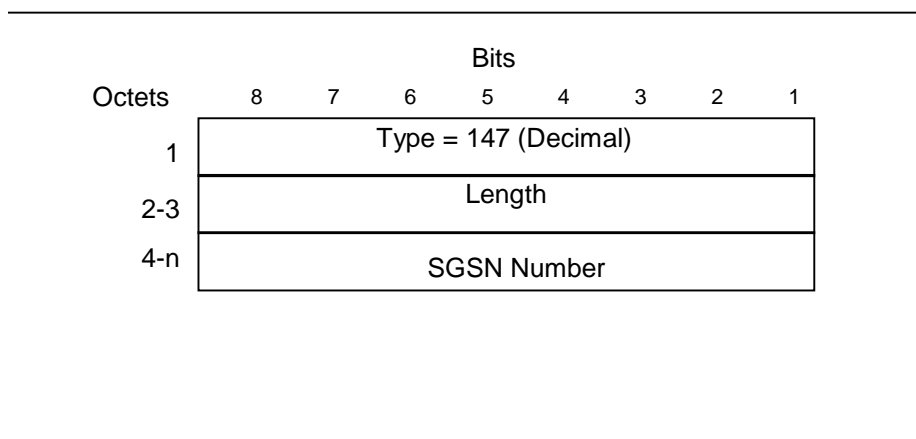 Bits
Octets 8 7 6 5 4 3 2 1
1 Type = 147 (Decimal)
2-3 Length
4-n SGSN Number